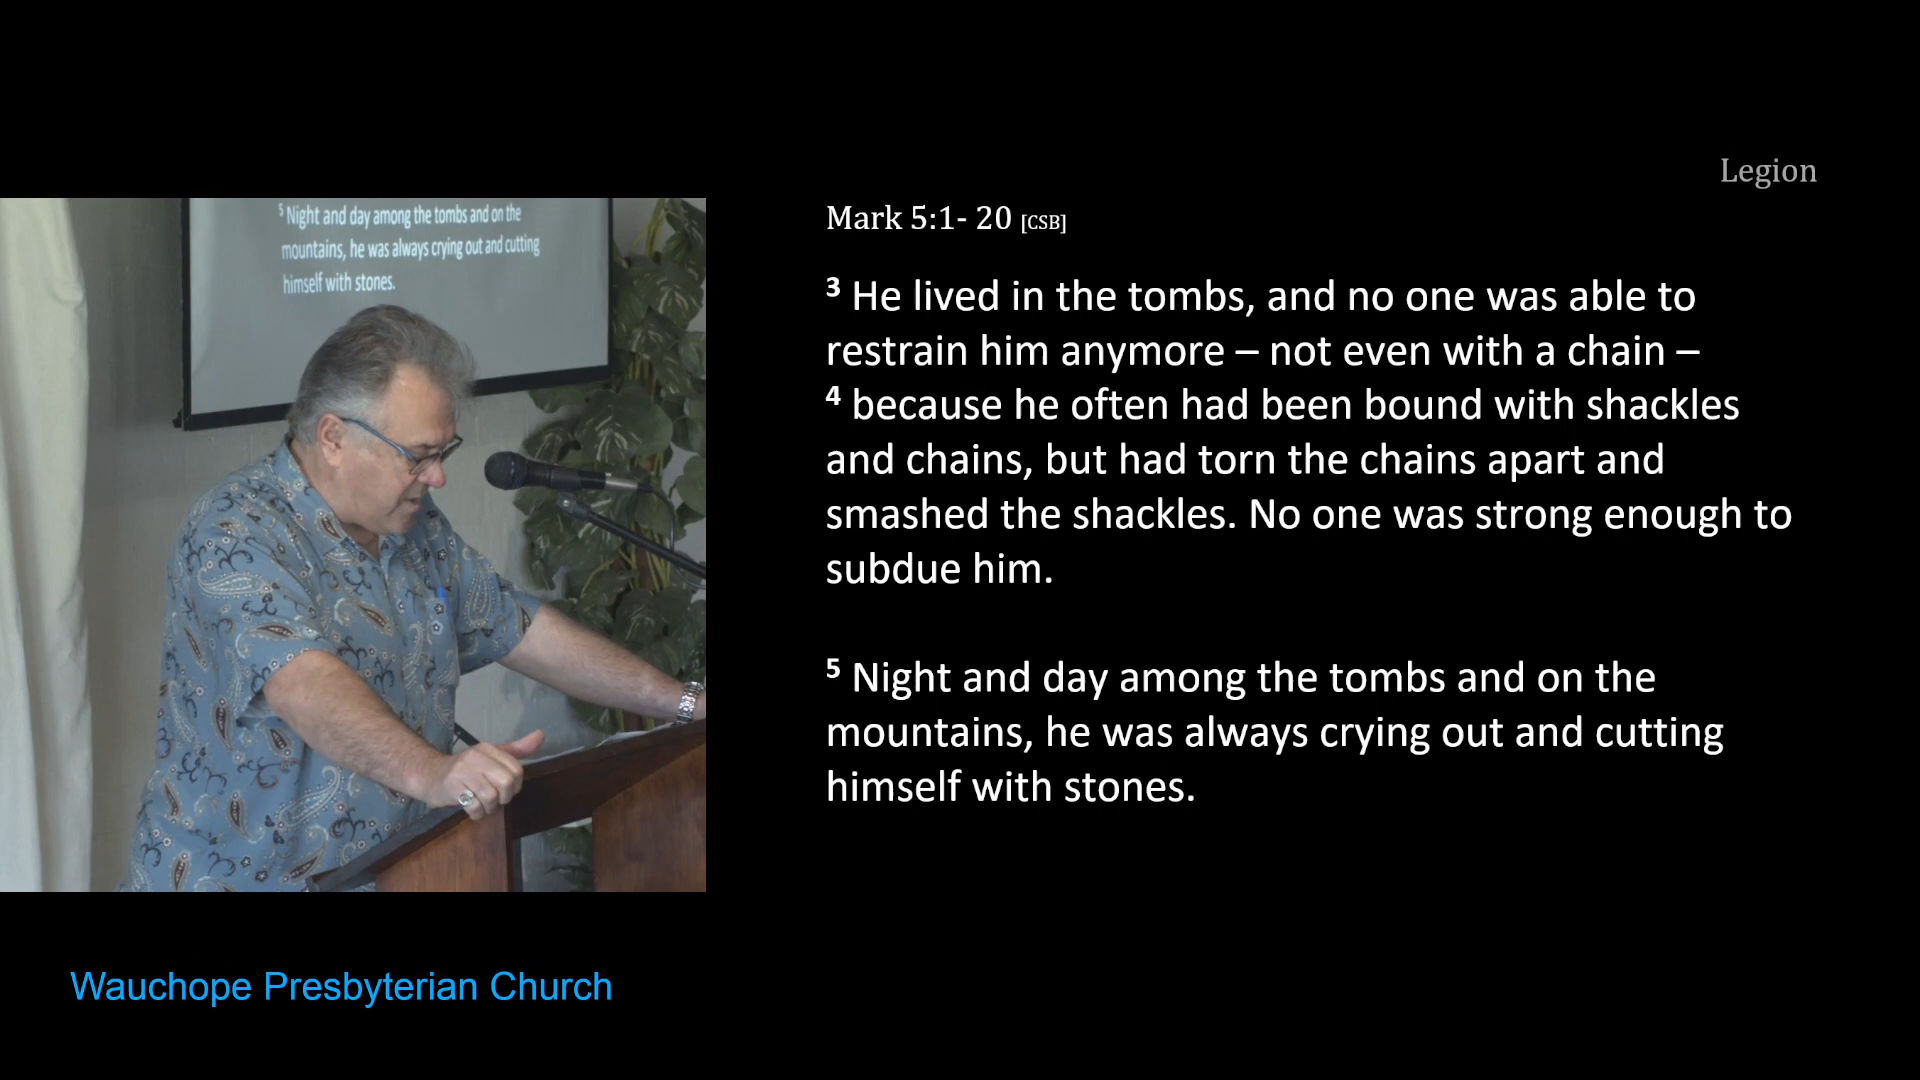 Legion
5 Night and day among the tombs and on the
mountains, he was always crying out and cutting
himself with stones.
Mark 5:1- 20 [CSB]
3 He lived in the tombs, and no one was able to
restrain him anymore – not even with a chain –
4 because he often had been bound with shackles
and chains, but had torn the chains apart and
smashed the shackles. No one was strong enough to
subdue him.
5 Night and day among the tombs and on the
mountains, he was always crying out and cutting
himself with stones.
Wauchope Presbyterian Church